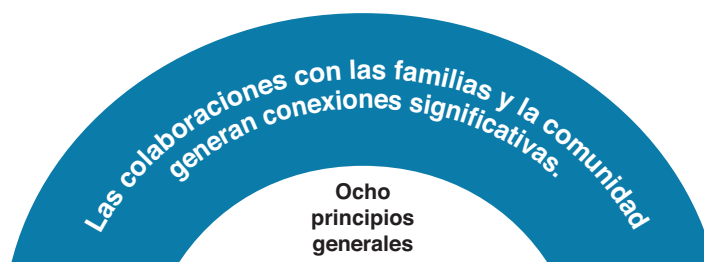 Las colaboraciones con las familias y la comunidad
generan conexiones significativas.
Ocho
principios
generales